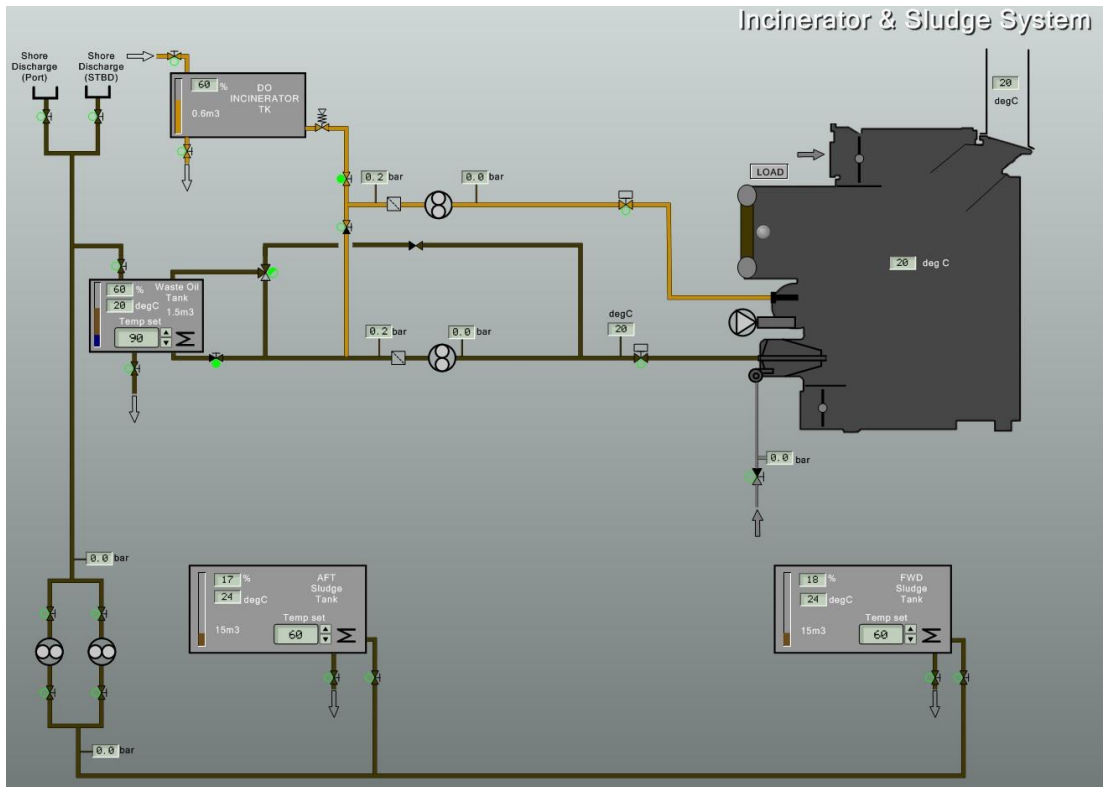 Incinerator & Sludge System
Shore
Discharge
(Port)
Shore
Discharge
(STBD)
60 %
DO
INCINERATOR
TK
0.6m3
20
degC
LOAD
0.2 bar
0.0 bar
20 deg C
60 %
Waste Oil
Tank
20 degC
1.5m3
Temp set
90
0.2 bar
0.0 bar
degC
20
0.0 bar
0.0 bar
17 %
AFT
Sludge
Tank
24 degC
Temp set
15m3
60
18 %
FWD
Sludge
Tank
24 degC
Temp set
15m3
60
0.0 bar